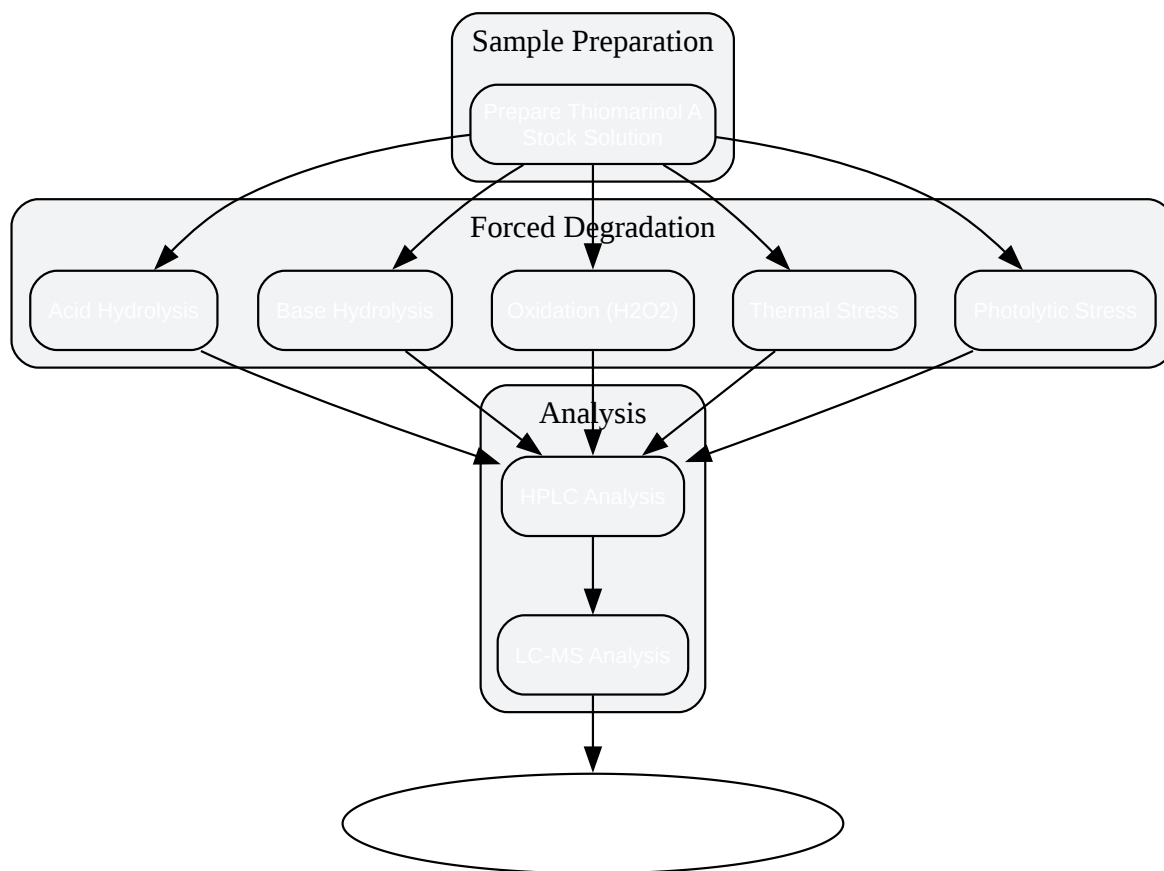 Sample Preparation
Prepare Thiomarinol A
Stock Solution
Forced Degradation
Acid Hydrolysis
Base Hydrolysis
Oxidation (H2O2)
Thermal Stress
Photolytic Stress
Analysis
HPLC Analysis
LC-MS Analysis